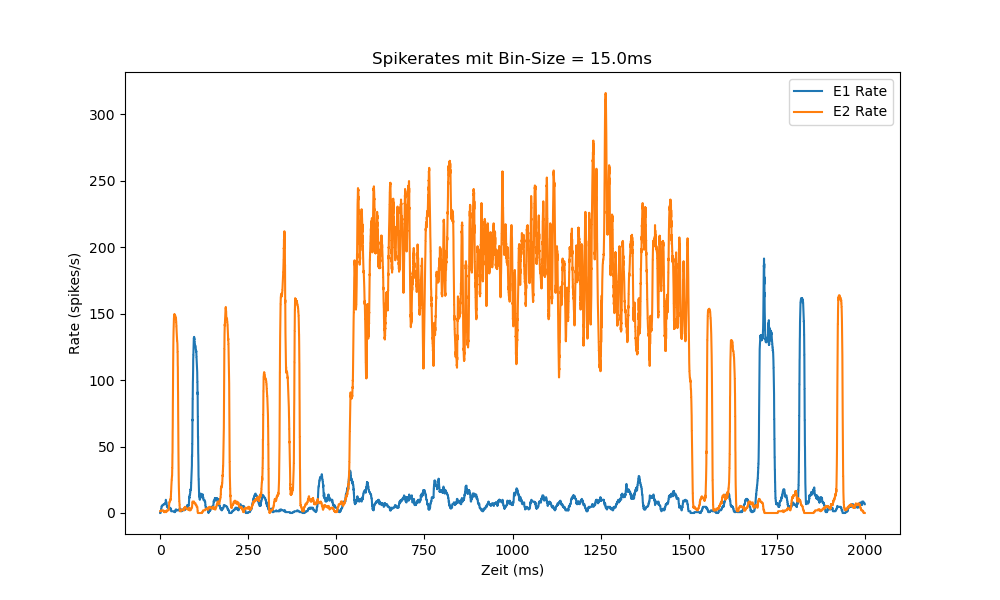 Spikerates mit Bin-Size = 15.0ms
E1 Rate
E2 Rate
300
250
200
150
100
50
0
Rate (spikes/s)
0 250 500 750 1000 1250 1500 1750 2000
Zeit (ms)